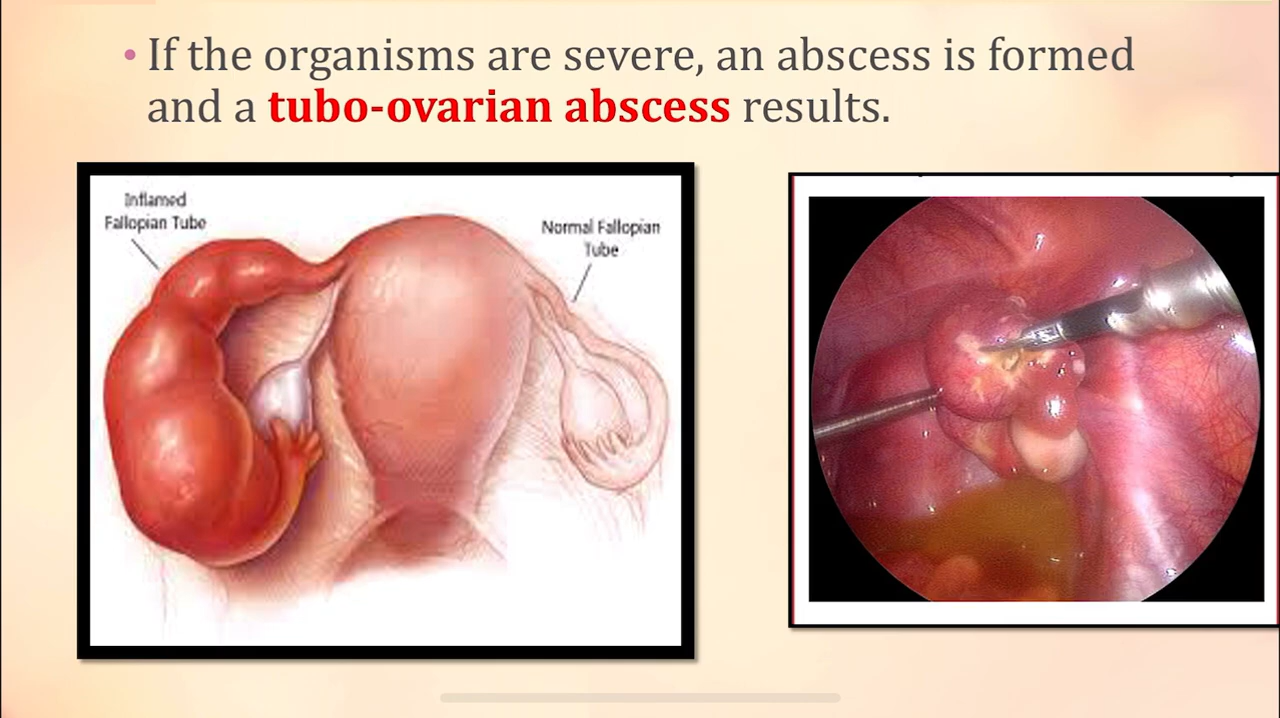 • If the organisms are severe, an abscess is formed
and a tubo-ovarian abscess results.
Inflamed
Fallopian Tube
Normal Fallopian
Tube